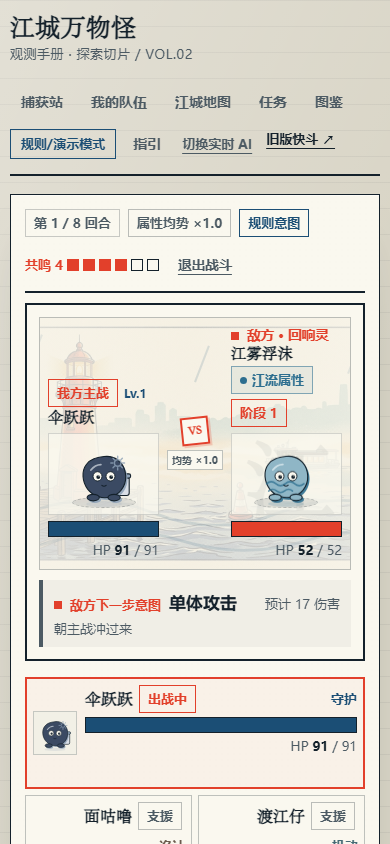 江城万物怪
观测手册 · 探索切片 / VOL.02
捕获站 我的队伍 江城地图 任务 图鉴
规则/演示模式 指引 切换实时 AI 旧版快斗 ↗
第 1 / 8 回合 属性均势 ×1.0 规则意图
共鸣 4 退出战斗
敌方 · 回响灵
江雾浮沫
江流属性
阶段 1
我方主战 Lv.1
伞跃跃
VS
均势 ×1.0
HP 91 / 91
HP 52 / 52
敌方下一步意图 单体攻击 预计 17 伤害
朝主战冲过来
伞跃跃 出战中 守护
HP 91 / 91
面咕噜 支援
渡江仔 支援